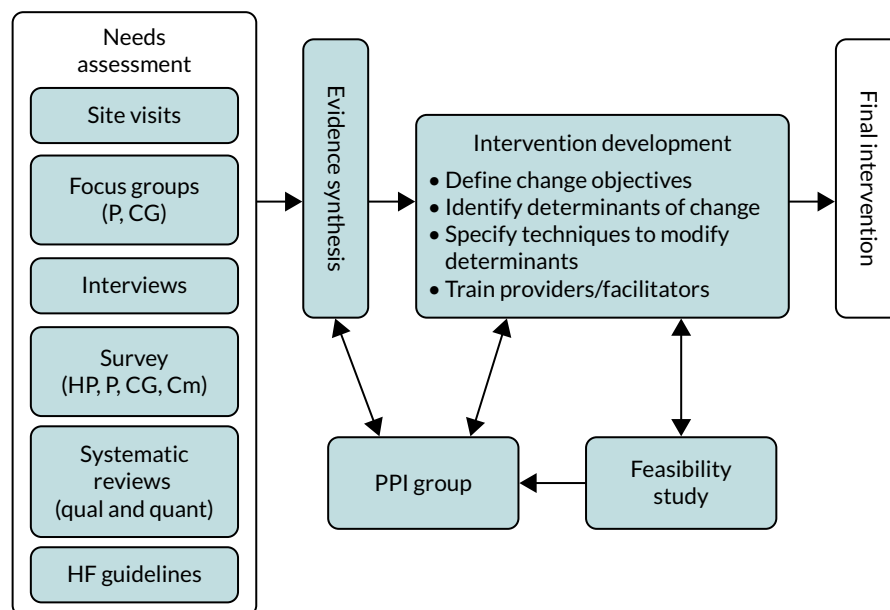 Needs
assessment
Site visits
Focus groups
(P, CG)
Interviews
Survey
(HP, P, CG, Cm)
Systematic
reviews
(qual and quant)
HF guidelines
Evidence synthesis
Intervention development
• Define change objectives
• Identify determinants of change
• Specify techniques to modify
determinants
• Train providers/facilitators
Final intervention
PPI group
Feasibility
study